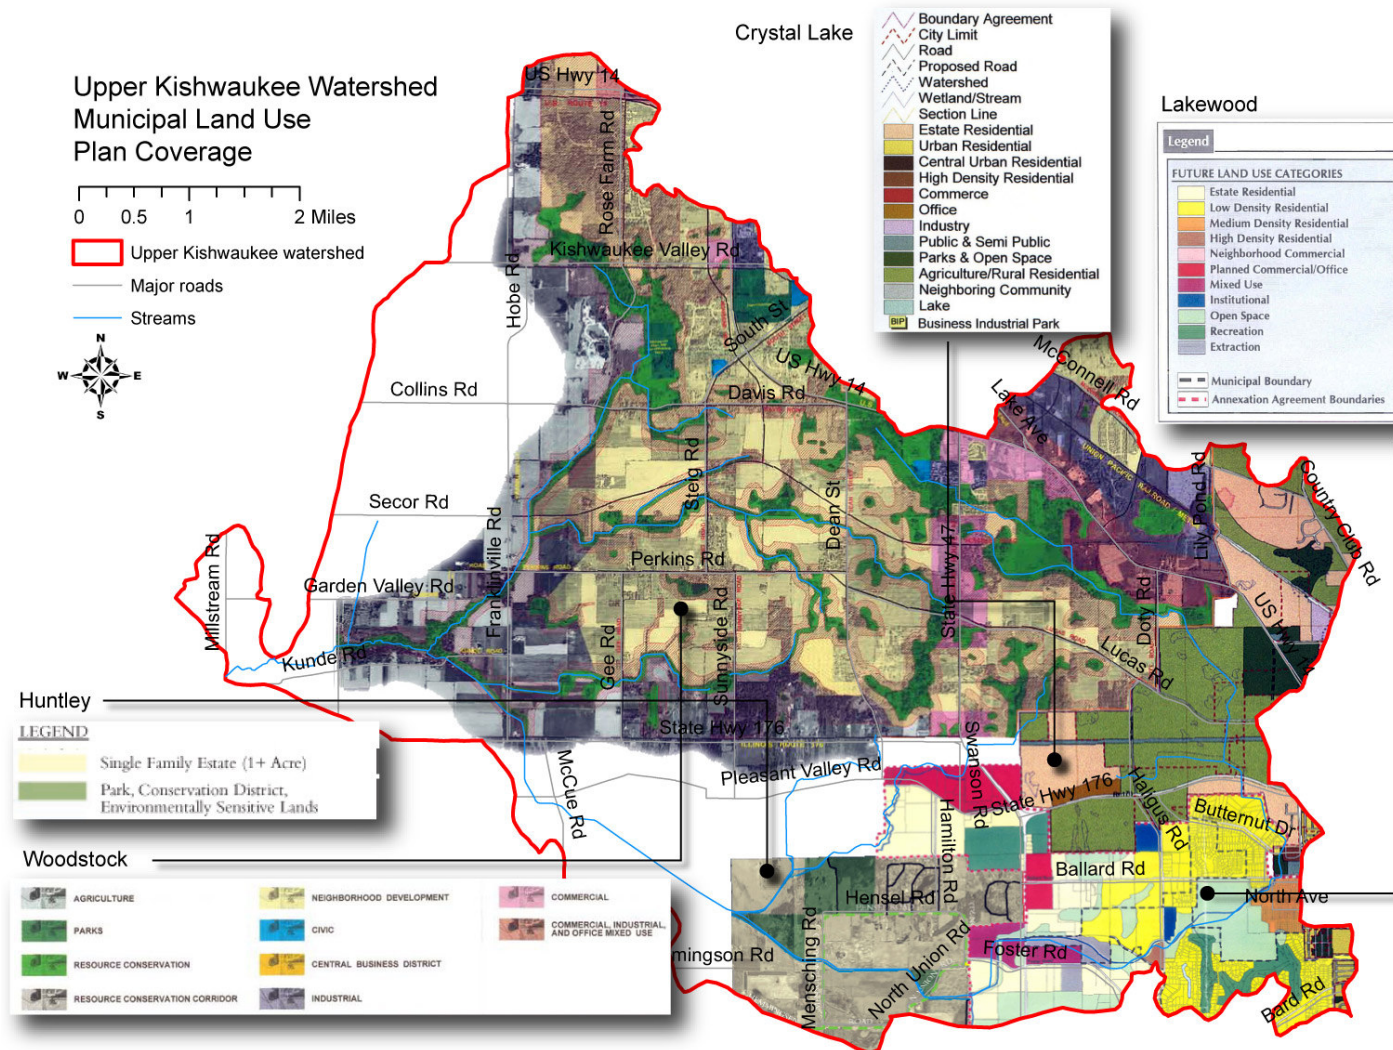 Upper Kishwaukee Watershed
Municipal Land Use
Plan Coverage
0 0.5 1 2 Miles
Upper Kishwaukee watershed
Major roads
Streams
N
W E
S
Crystal Lake
Boundary Agreement
City Limit
Road
Proposed Road
Watershed
Wetland/Stream
Section Line
Estate Residential
Urban Residential
Central Urban Residential
High Density Residential
Commerce
Office
Industry
Public & Semi Public
Parks & Open Space
Agriculture/Rural Residential
Neighboring Community
Lake
BIP Business Industrial Park
Lakewood
Legend
FUTURE LAND USE CATEGORIES
Estate Residential
Low Density Residential
Medium Density Residential
High Density Residential
Neighborhood Commercial
Planned Commercial/Office
Mixed Use
Institutional
Open Space
Recreation
Extraction
Municipal Boundary
Annexation Agreement Boundaries
US Hwy 14
Rose Farm Rd
Kishwaukee Valley Rd
Hobe Rd
South St
US Hwy 14
McConnell Rd
Lake Ave
Collins Rd
Davis Rd
UNION PACIFIC RAILROAD
Lily Pond Rd
Country Club Rd
Steig Rd
Secor Rd
Dean St
Franklinville Rd
State Hwy 47
Millstream Rd
Perkins Rd
Garden Valley Rd
Doty Rd
US Hwy 14
Kunde Rd
Gee Rd
Sunnyside Rd
Lucas Rd
Huntley
LEGEND
Single Family Estate (1+ Acre)
Park, Conservation District,
Environmentally Sensitive Lands
State Hwy 176
ILLINOIS ROUTE 176
McCue Rd
Pleasant Valley Rd
Swanson Rd
State Hwy 176
Haligus Rd
Butternut Dr
Hamilton Rd
Ballard Rd
Hensel Rd
North Ave
Mensching Rd
North Union Rd
Foster Rd
mingson Rd
Bard Rd
Woodstock
AGRICULTURE
PARKS
RESOURCE CONSERVATION
RESOURCE CONSERVATION CORRIDOR
NEIGHBORHOOD DEVELOPMENT
CIVIC
CENTRAL BUSINESS DISTRICT
INDUSTRIAL
COMMERCIAL
COMMERCIAL, INDUSTRIAL,
AND OFFICE MIXED USE